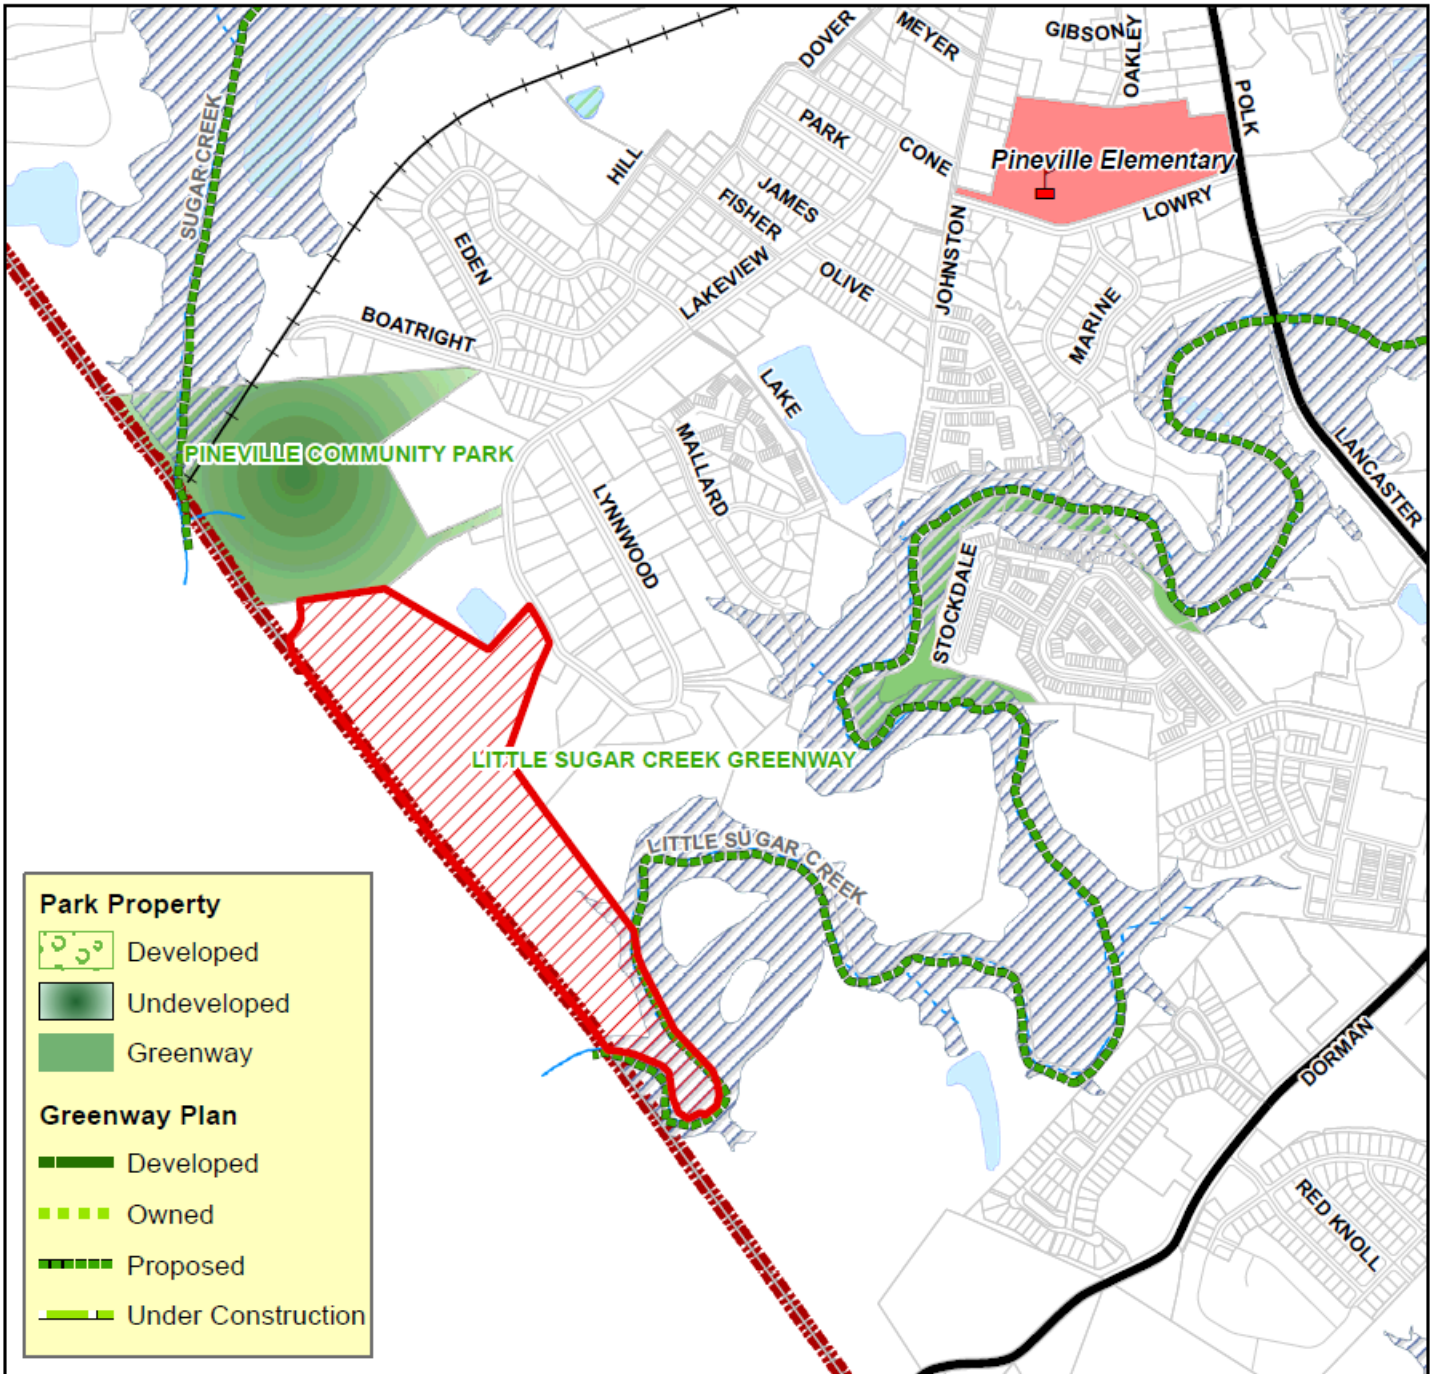 DOVER
MEYER
GIBSON
OAKLEY
POLK
SUGAR CREEK
PARK
CONE
Pineville Elementary
HILL
JAMES
FISHER
LOWRY
EDEN
LAKEVIEW
OLIVE
JOHNSTON
MARINE
BOATRIGHT
LAKE
PINEVILLE COMMUNITY PARK
MALLARD
LANCASTER
LYNNWOOD
STOCKDALE
LITTLE SUGAR CREEK GREENWAY
LITTLE SUGAR CREEK
DORMAN
RED KNOLL
Park Property
Developed
Undeveloped
Greenway
Greenway Plan
Developed
Owned
Proposed
Under Construction